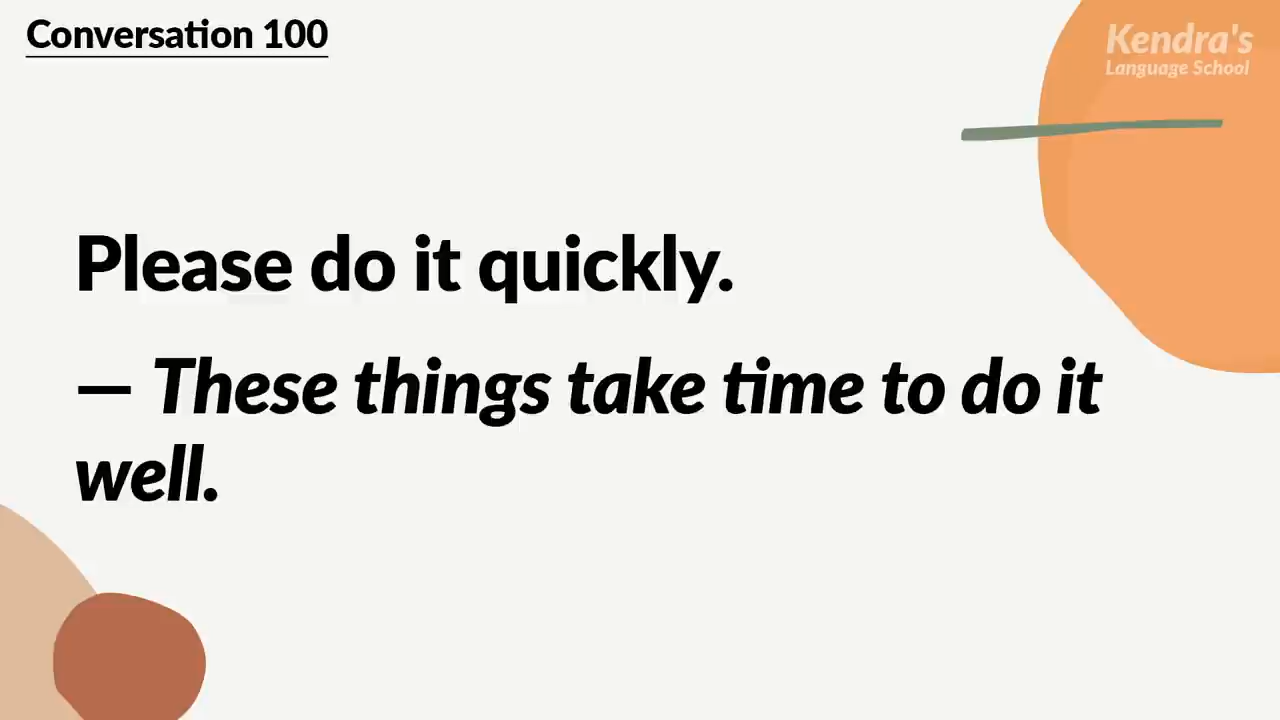 Conversation 100
Kendra's
Language School
Please do it quickly.
— These things take time to do it
well.